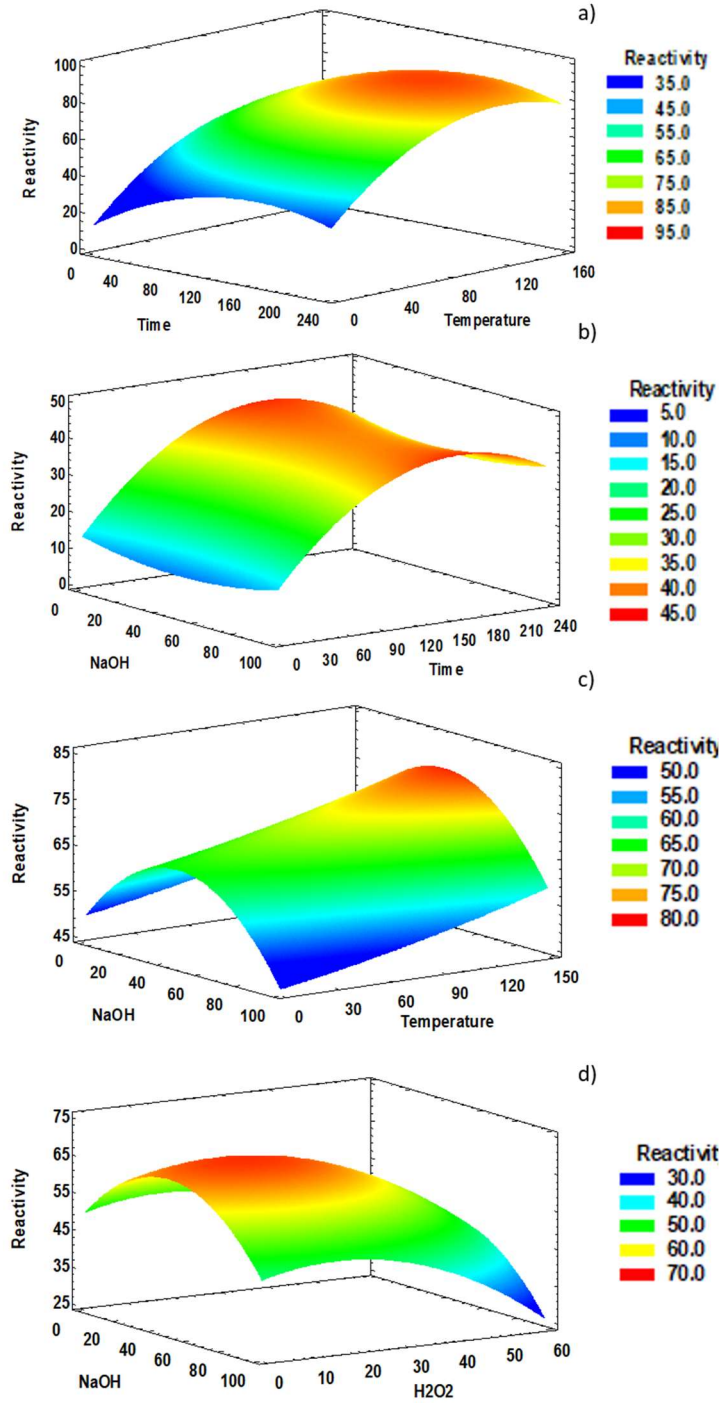 a)
Reactivity
35.0
45.0
55.0
65.0
75.0
85.0
95.0
Reactivity
100
80
60
40
20
0
0 40 80 120 160 200 240
Time
0 40 80 120 160
Temperature
b)
Reactivity
5.0
10.0
15.0
20.0
25.0
30.0
35.0
40.0
45.0
Reactivity
50
40
30
20
10
0
0 20 40 60 80 100
NaOH
0 30 60 90 120 150 180 210 240
Time
c)
Reactivity
50.0
55.0
60.0
65.0
70.0
75.0
80.0
Reactivity
85
75
65
55
45
0 20 40 60 80 100
NaOH
0 30 60 90 120 150
Temperature
d)
Reactivit
30.0
40.0
50.0
60.0
70.0
Reactivity
75
65
55
45
35
25
0 20 40 60 80 100
NaOH
0 10 20 30 40 50 60
H2O2